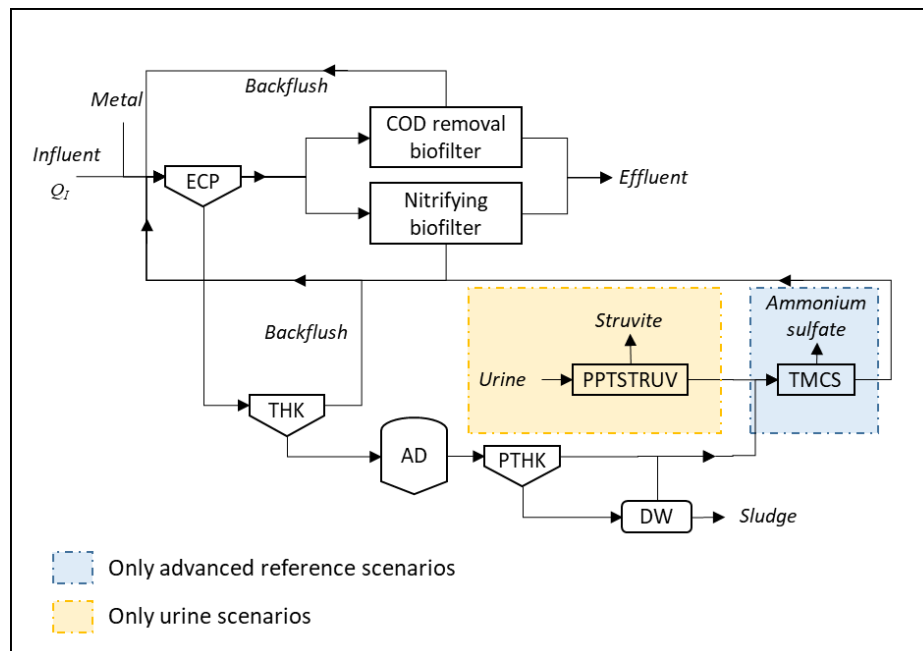 Backflush
Metal
COD removal
biofilter
Influent
Q_I
ECP
Effluent
Nitrifying
biofilter
Backflush
Struvite
Ammonium
sulfate
Urine
PPTSTRUV
TMCS
THK
AD
PTHK
DW
Sludge
Only advanced reference scenarios
Only urine scenarios